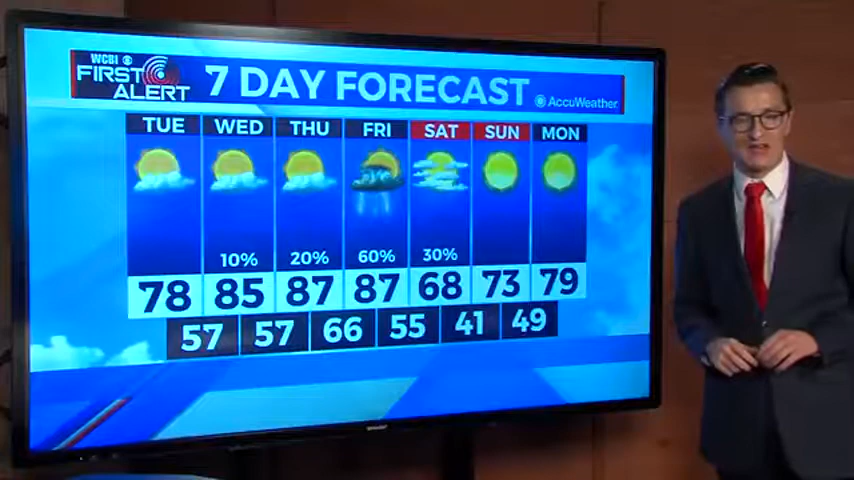 WCBI
FIRST ALERT
7 DAY FORECAST
AccuWeather
TUE WED THU FRI SAT SUN MON
10% 20% 60% 30%
78 85 87 87 68 73 79
57 57 66 55 41 49